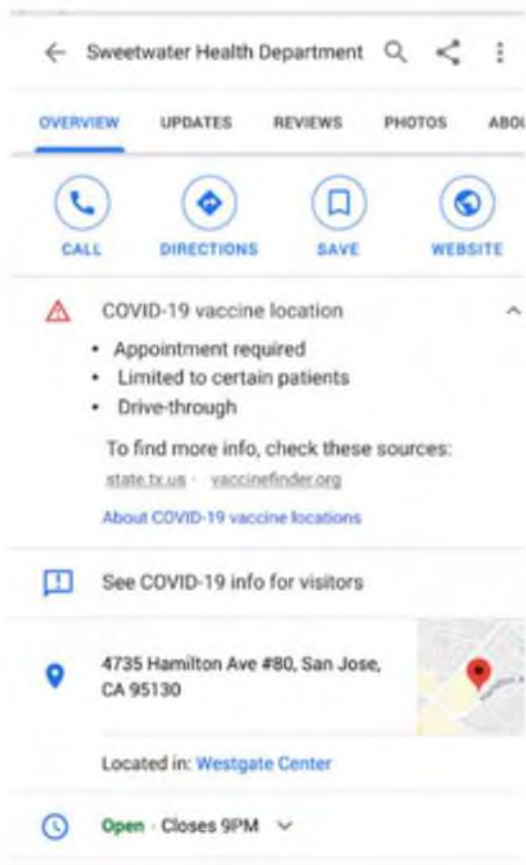 Sweetwater Health Department
OVERVIEW UPDATES REVIEWS PHOTOS ABOU
CALL DIRECTIONS SAVE WEBSITE
COVID-19 vaccine location
• Appointment required
• Limited to certain patients
• Drive-through
To find more info, check these sources:
state.tx.us · vaccinefinder.org
About COVID-19 vaccine locations
See COVID-19 info for visitors
4735 Hamilton Ave #80, San Jose,
CA 95130
Located in: Westgate Center
Open · Closes 9PM